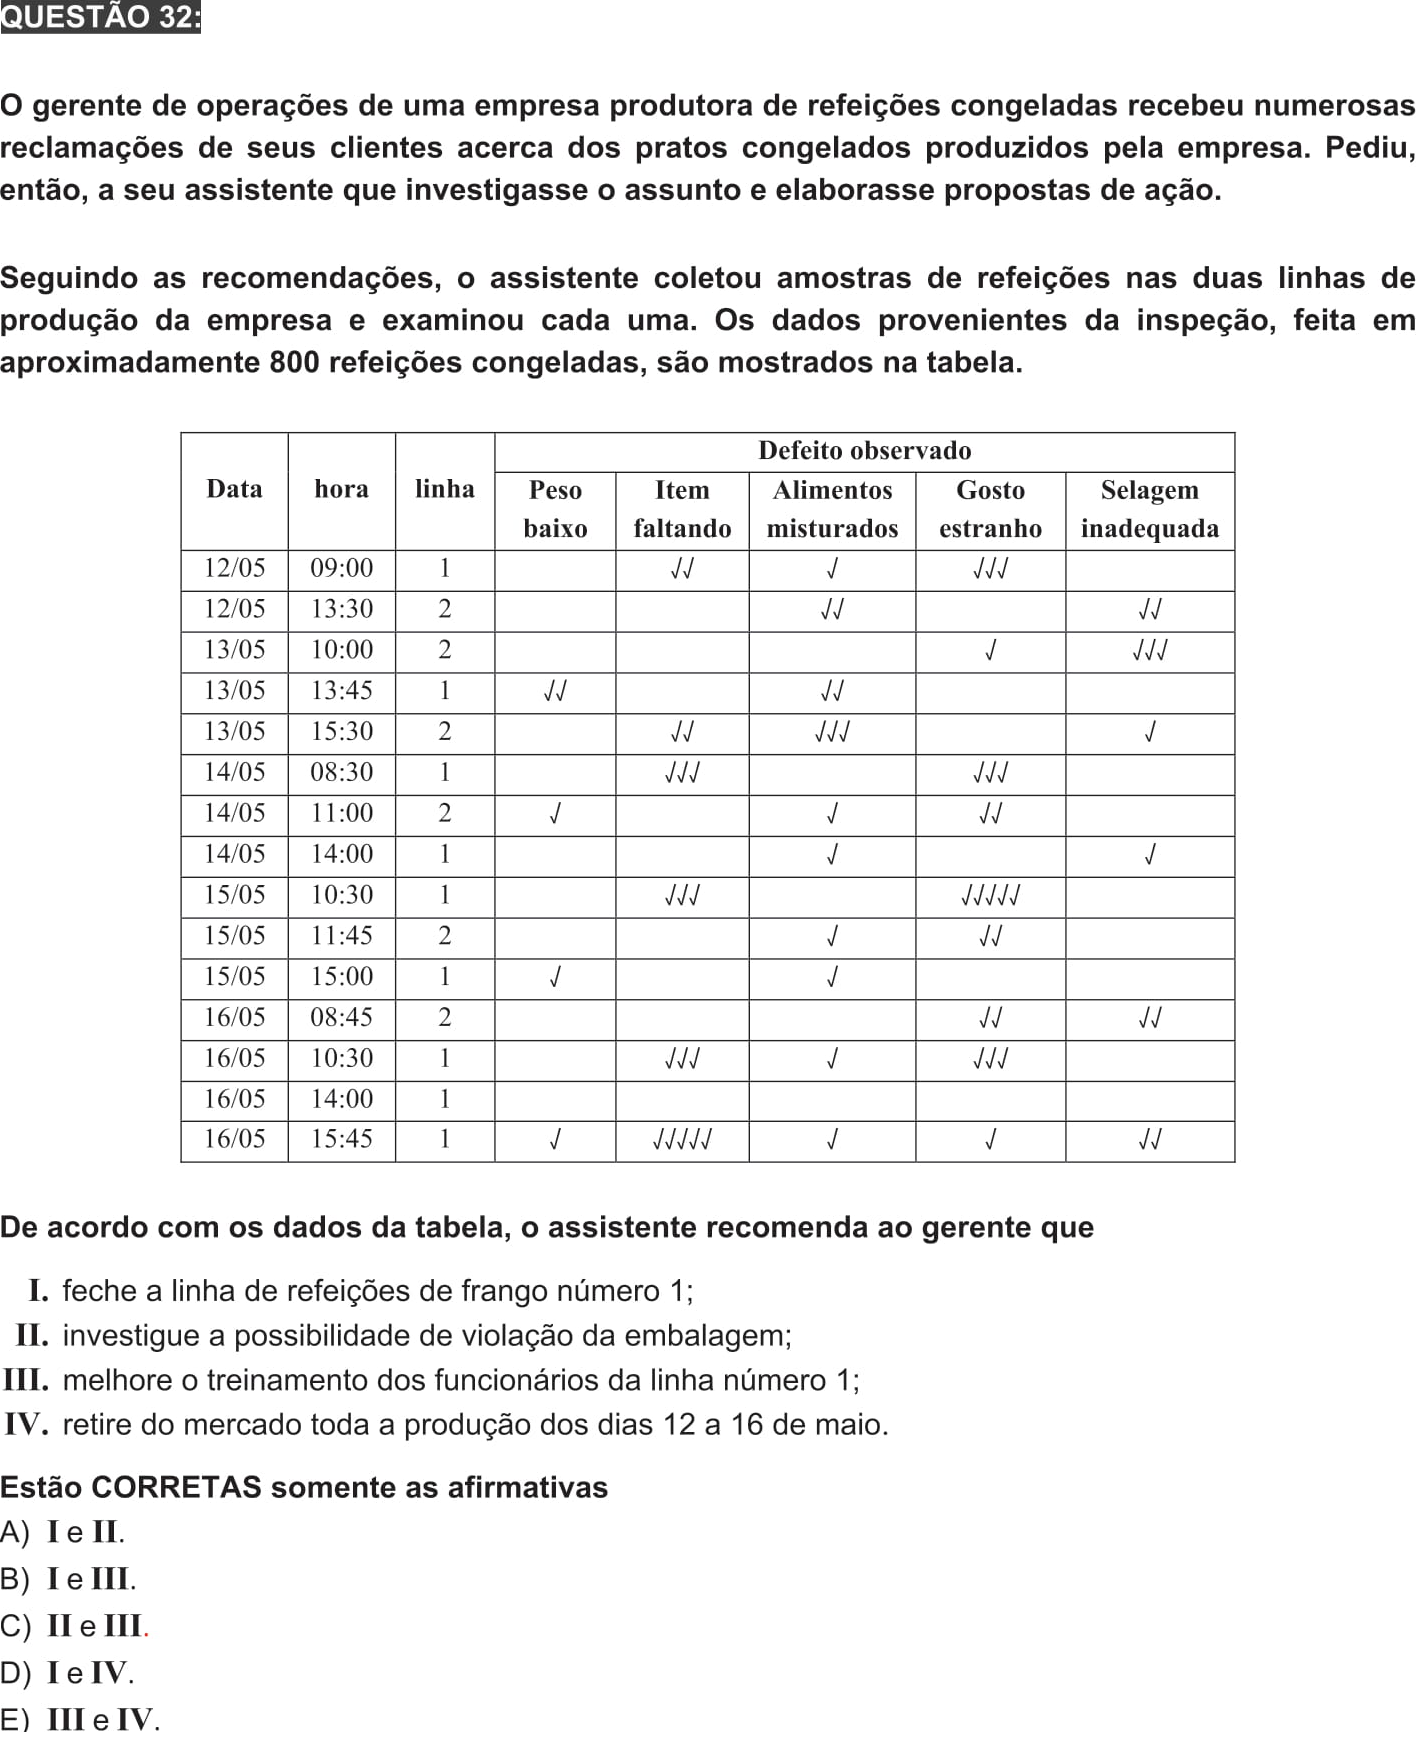 QUESTÃO 32:
O gerente de operações de uma empresa produtora de refeições congeladas recebeu numerosas
reclamações de seus clientes acerca dos pratos congelados produzidos pela empresa. Pediu,
então, a seu assistente que investigasse o assunto e elaborasse propostas de ação.
Seguindo as recomendações, o assistente coletou amostras de refeições nas duas linhas de
produção da empresa e examinou cada uma. Os dados provenientes da inspeção, feita em
aproximadamente 800 refeições congeladas, são mostrados na tabela.
Defeito observado
Data hora linha Peso Item Alimentos Gosto Selagem
baixo faltando misturados estranho inadequada
12/05 09:00 1 √√ √ √√√
12/05 13:30 2 √√ √√
13/05 10:00 2 √ √√√
13/05 13:45 1 √√ √√
13/05 15:30 2 √√ √√√ √
14/05 08:30 1 √√√ √√√
14/05 11:00 2 √ √ √√
14/05 14:00 1 √ √
15/05 10:30 1 √√√ √√√√√
15/05 11:45 2 √ √√
15/05 15:00 1 √ √
16/05 08:45 2 √√ √√
16/05 10:30 1 √√√ √ √√√
16/05 14:00 1
16/05 15:45 1 √ √√√√√ √ √ √√
De acordo com os dados da tabela, o assistente recomenda ao gerente que
I. feche a linha de refeições de frango número 1;
II. investigue a possibilidade de violação da embalagem;
III. melhore o treinamento dos funcionários da linha número 1;
IV. retire do mercado toda a produção dos dias 12 a 16 de maio.
Estão CORRETAS somente as afirmativas
A) I e II.
B) I e III.
C) II e III.
D) I e IV.
E) III e IV.